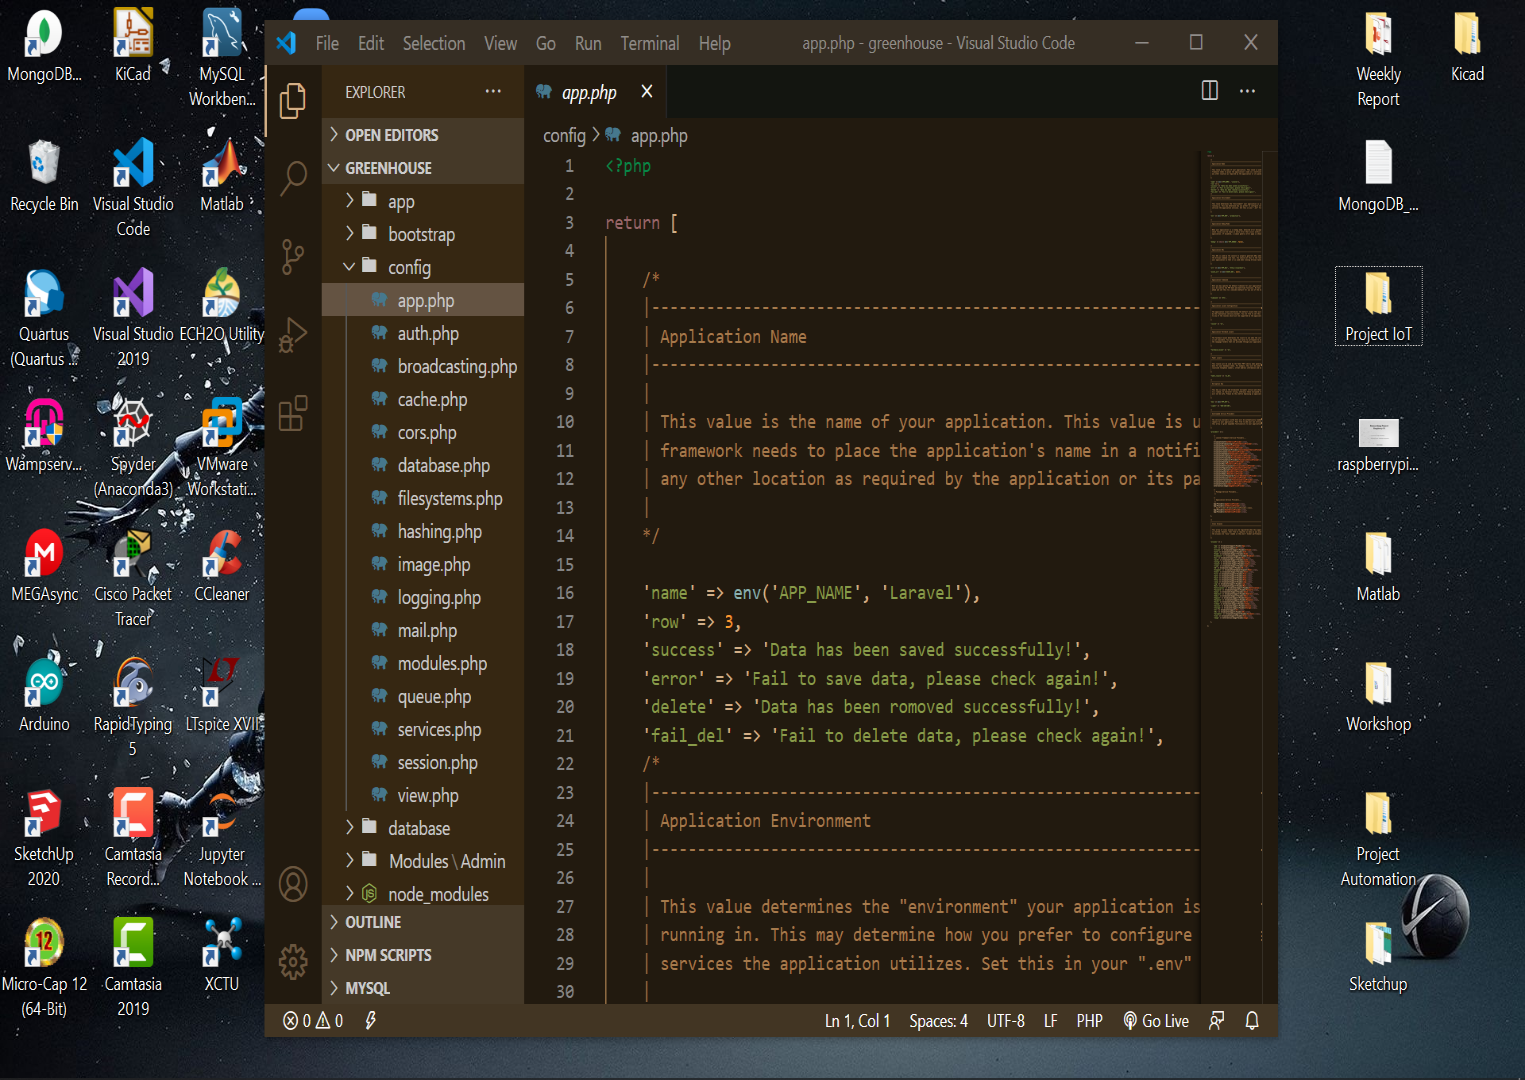 MongoDB...
KiCad
MySQL
Workben...
Recycle Bin
Visual Studio
Code
Matlab
Quartus
(Quartus ...
Visual Studio
2019
ECH2O Utility
Wampserv...
Spyder
(Anaconda3)
VMware
Workstati...
MEGAsync
Cisco Packet
Tracer
CCleaner
Arduino
RapidTyping
5
LTspice XVII
SketchUp
2020
Camtasia
Record...
Jupyter
Notebook ...
Micro-Cap 12
(64-Bit)
Camtasia
2019
XCTU
File Edit Selection View Go Run Terminal Help
app.php - greenhouse - Visual Studio Code
EXPLORER
OPEN EDITORS
GREENHOUSE
app
bootstrap
config
app.php
auth.php
broadcasting.php
cache.php
cors.php
database.php
filesystems.php
hashing.php
image.php
logging.php
mail.php
modules.php
queue.php
services.php
session.php
view.php
database
Modules \ Admin
node_modules
OUTLINE
NPM SCRIPTS
MYSQL
app.php
config > app.php
1 <?php
2
3 return [
4
5 /*
6 |------------------------------------------------------------
7 | Application Name
8 |------------------------------------------------------------
9 |
10 | This value is the name of your application. This value is u
11 | framework needs to place the application's name in a notifi
12 | any other location as required by the application or its pa
13 |
14 */
15
16 'name' => env('APP_NAME', 'Laravel'),
17 'row' => 3,
18 'success' => 'Data has been saved successfully!',
19 'error' => 'Fail to save data, please check again!',
20 'delete' => 'Data has been romoved successfully!',
21 'fail_del' => 'Fail to delete data, please check again!',
22 /*
23 |------------------------------------------------------------
24 | Application Environment
25 |------------------------------------------------------------
26 |
27 | This value determines the "environment" your application is
28 | running in. This may determine how you prefer to configure
29 | services the application utilizes. Set this in your ".env"
30 |
0 0
Ln 1, Col 1 Spaces: 4 UTF-8 LF PHP Go Live
Weekly
Report
Kicad
MongoDB_...
Project IoT
raspberrypi...
Matlab
Workshop
Project
Automation
Sketchup